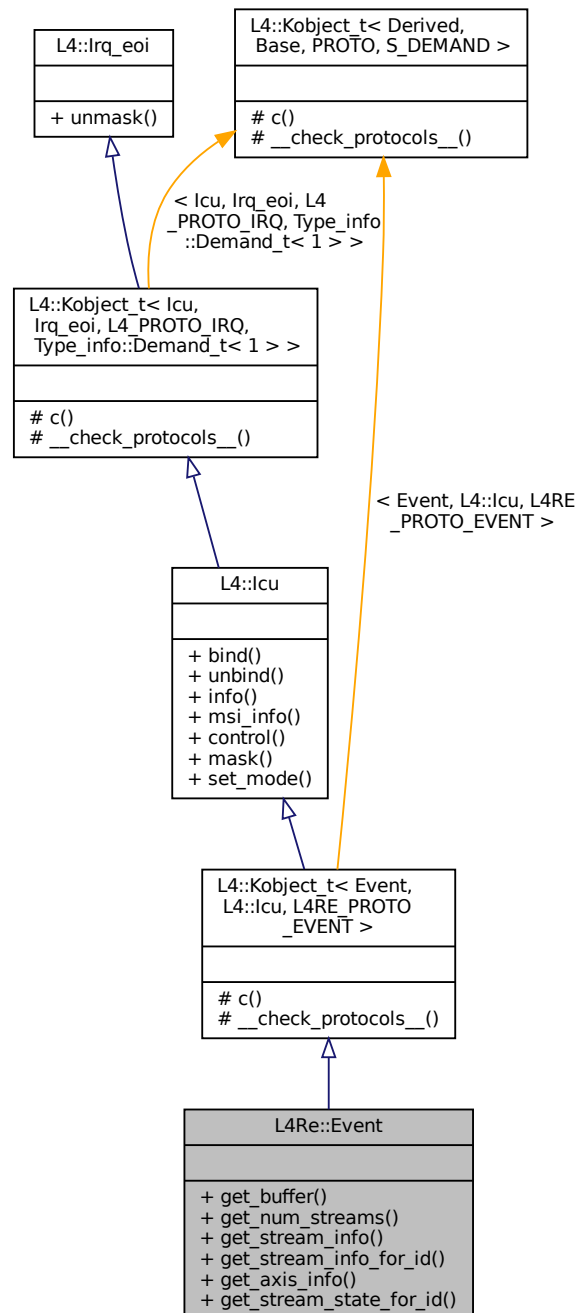 L4::Irq_eoi
+ unmask()
L4::Kobject_t< Derived,
Base, PROTO, S_DEMAND >
# c()
# __check_protocols__()
< Icu, Irq_eoi, L4
_PROTO_IRQ, Type_info
::Demand_t< 1 > >
L4::Kobject_t< Icu,
Irq_eoi, L4_PROTO_IRQ,
Type_info::Demand_t< 1 > >
# c()
# __check_protocols__()
< Event, L4::Icu, L4RE
_PROTO_EVENT >
L4::Icu
+ bind()
+ unbind()
+ info()
+ msi_info()
+ control()
+ mask()
+ set_mode()
L4::Kobject_t< Event,
L4::Icu, L4RE_PROTO
_EVENT >
# c()
# __check_protocols__()
L4Re::Event
+ get_buffer()
+ get_num_streams()
+ get_stream_info()
+ get_stream_info_for_id()
+ get_axis_info()
+ get_stream_state_for_id()